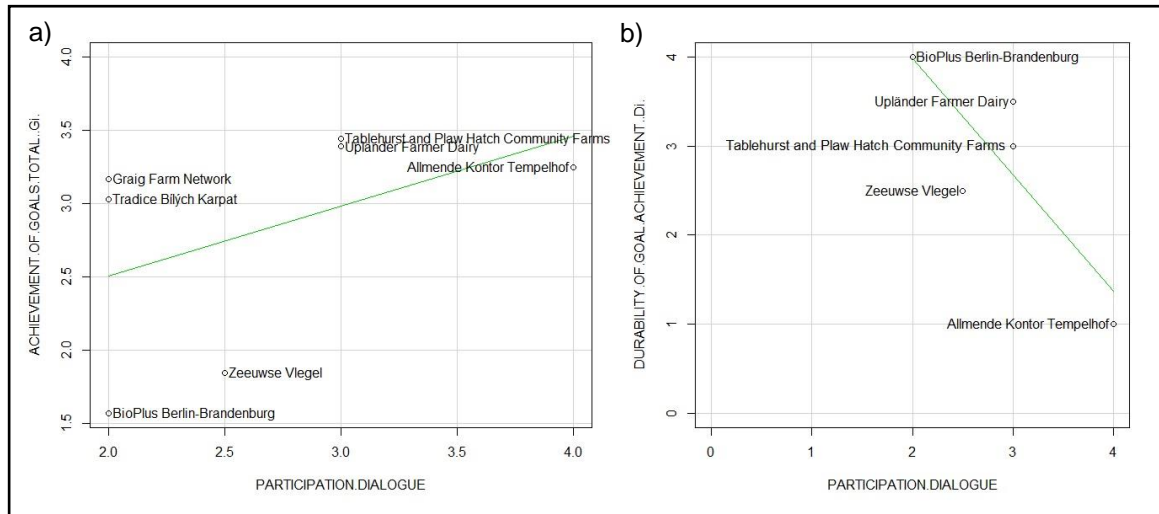 a)
ACHIEVEMENT.OF.GOALS.TOTAL..Gi.
4.0
3.5
3.0
2.5
2.0
1.5
Tablehurst and Plaw Hatch Community Farms
Upländer Farmer Dairy
Allmende Kontor Tempelhof
Graig Farm Network
Tradice Bílých Karpat
Zeeuwse Vlegel
BioPlus Berlin-Brandenburg
2.0 2.5 3.0 3.5 4.0
PARTICIPATION.DIALOGUE
b)
DURABILITY.OF.GOAL.ACHIEVEMENT..Di.
4
3
2
1
0
BioPlus Berlin-Brandenburg
Upländer Farmer Dairy
Tablehurst and Plaw Hatch Community Farms
Zeeuwse Vlegel
Allmende Kontor Tempelhof
0 1 2 3 4
PARTICIPATION.DIALOGUE